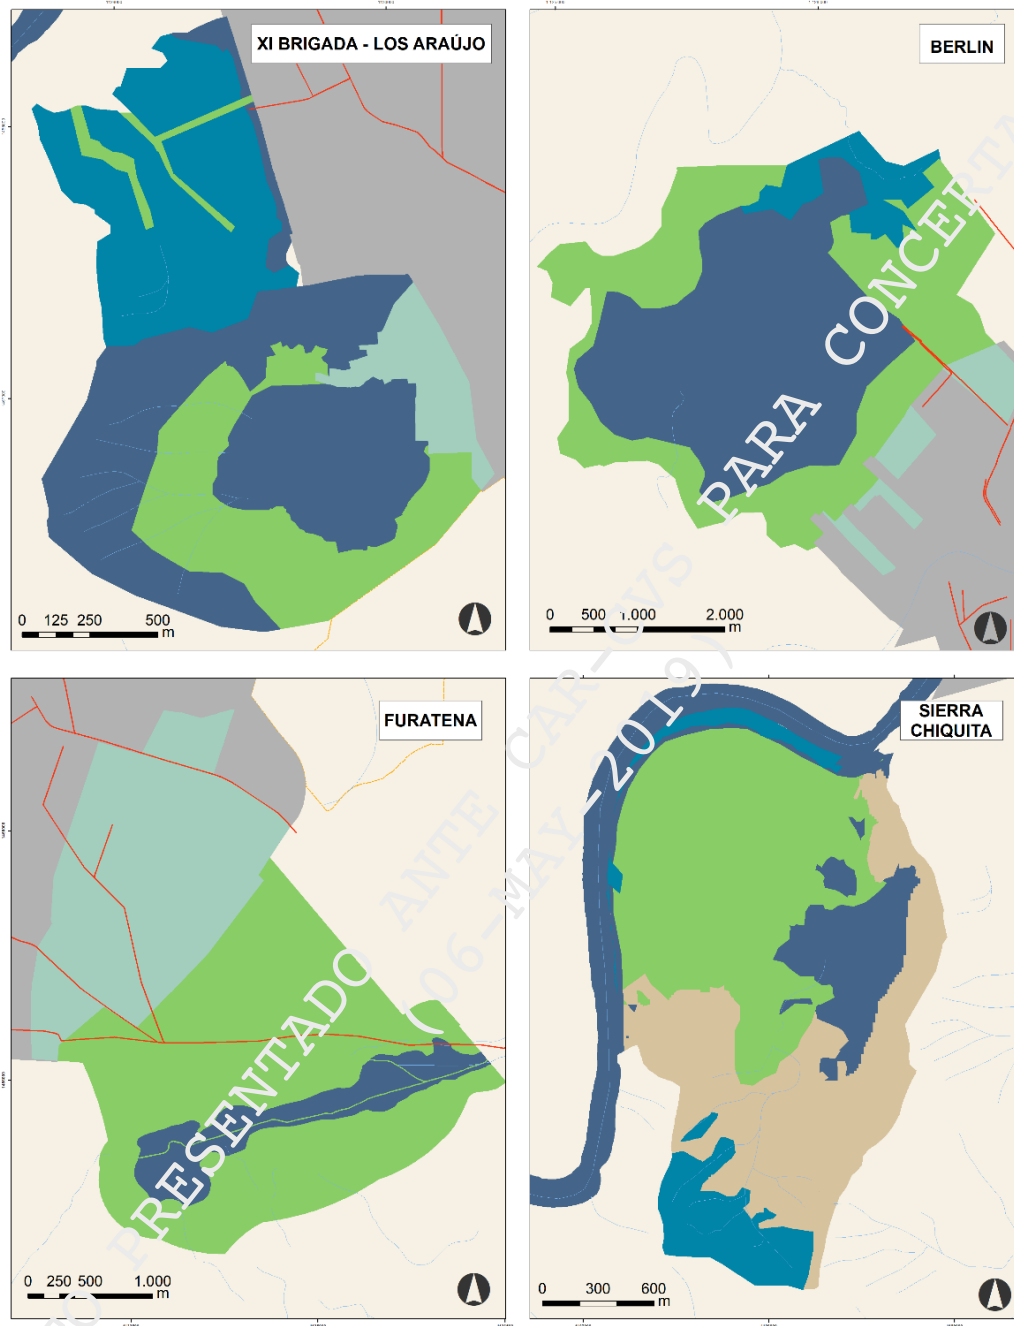 XI BRIGADA - LOS ARAÚJO
0 125 250 500
m
BERLIN
0 500 1.000 2.000
m
FURATENA
0 250 500 1.000
m
SIERRA
CHIQUITA
0 300 600
m
PRESENTADO ANTE CAR-CVS PARA CONCERTA
(06-MAY-2019)